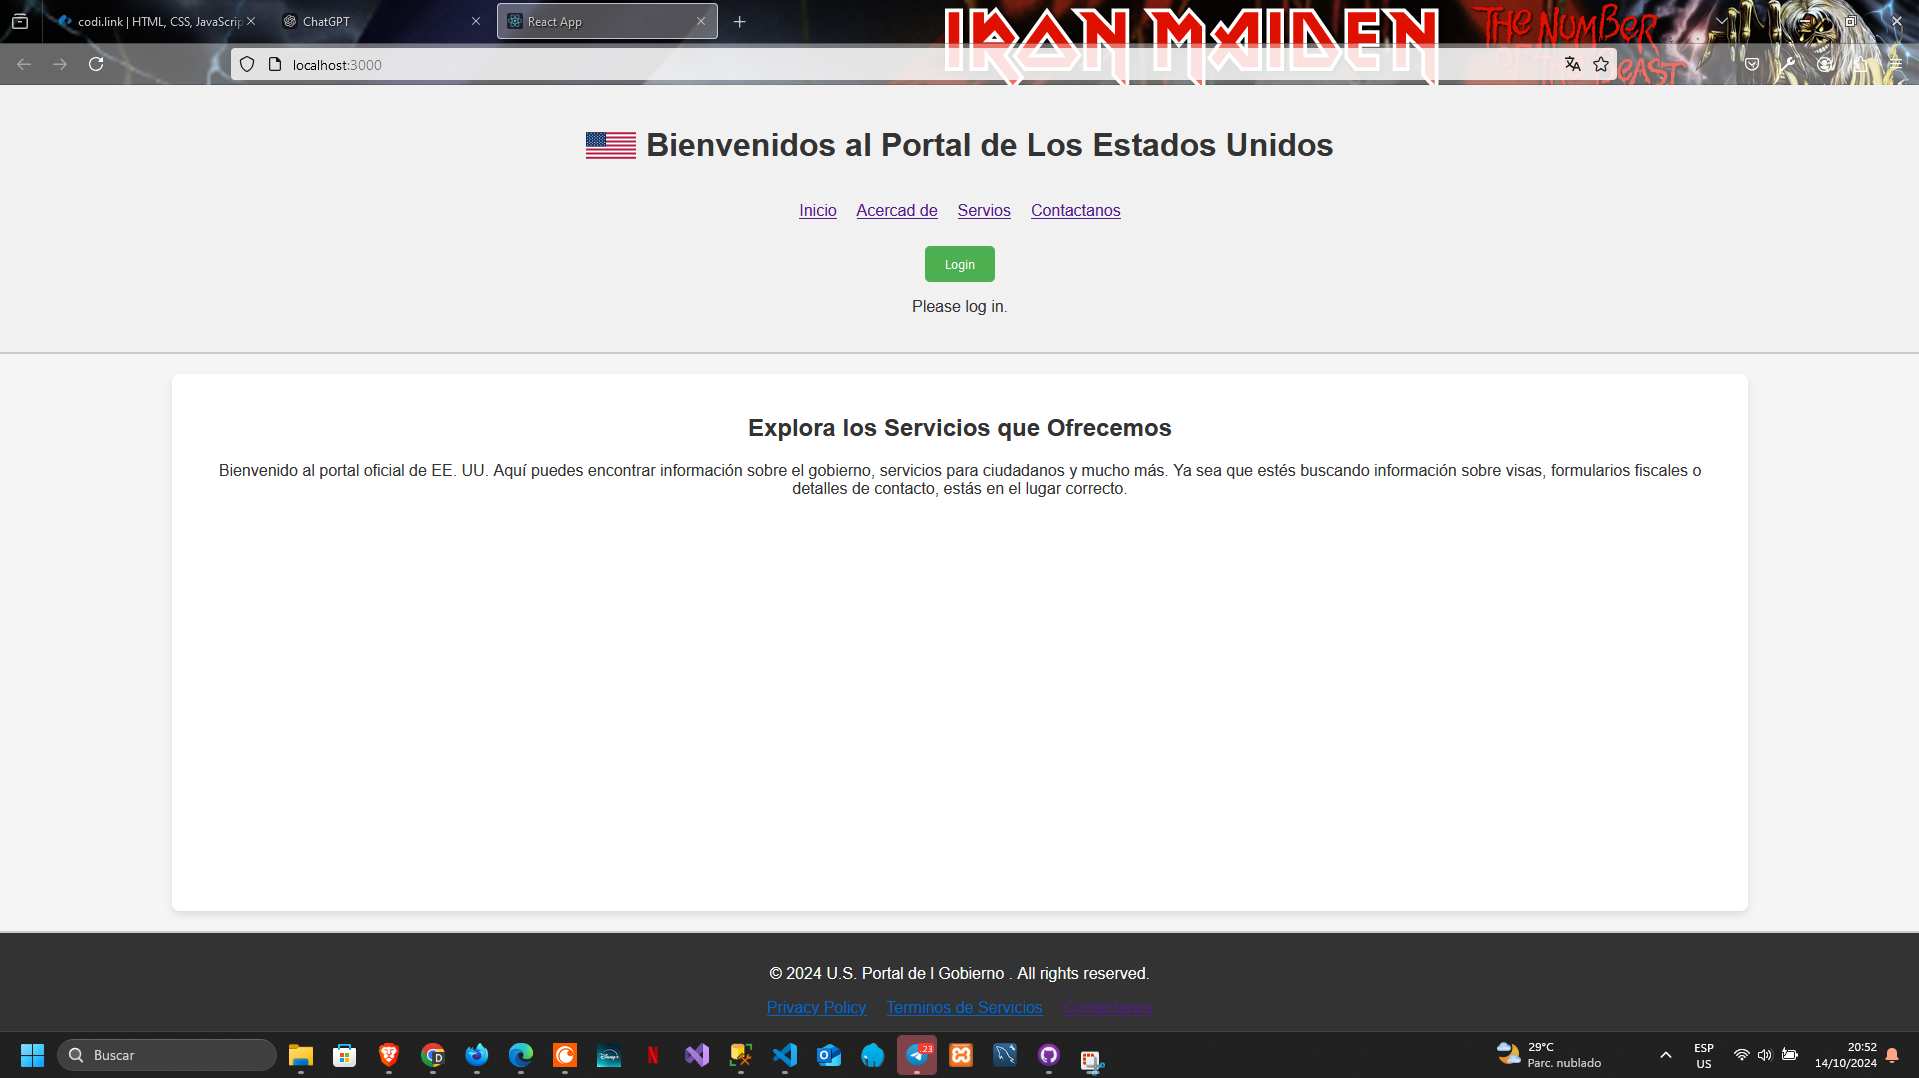 codi.link | HTML, CSS, JavaScrip
ChatGPT
React App
IRON MAIDEN
THE NUMBER
OF THE BEAST
localhost:3000
Bienvenidos al Portal de Los Estados Unidos
Inicio Acercad de Servios Contactanos
Login
Please log in.
Explora los Servicios que Ofrecemos
Bienvenido al portal oficial de EE. UU. Aquí puedes encontrar información sobre el gobierno, servicios para ciudadanos y mucho más. Ya sea que estés buscando información sobre visas, formularios fiscales o
detalles de contacto, estás en el lugar correcto.
© 2024 U.S. Portal de l Gobierno . All rights reserved.
Privacy Policy Terminos de Servicios Contactanos
Buscar
Disney+
N
23
29°C
Parc. nublado
ESP
US
20:52
14/10/2024